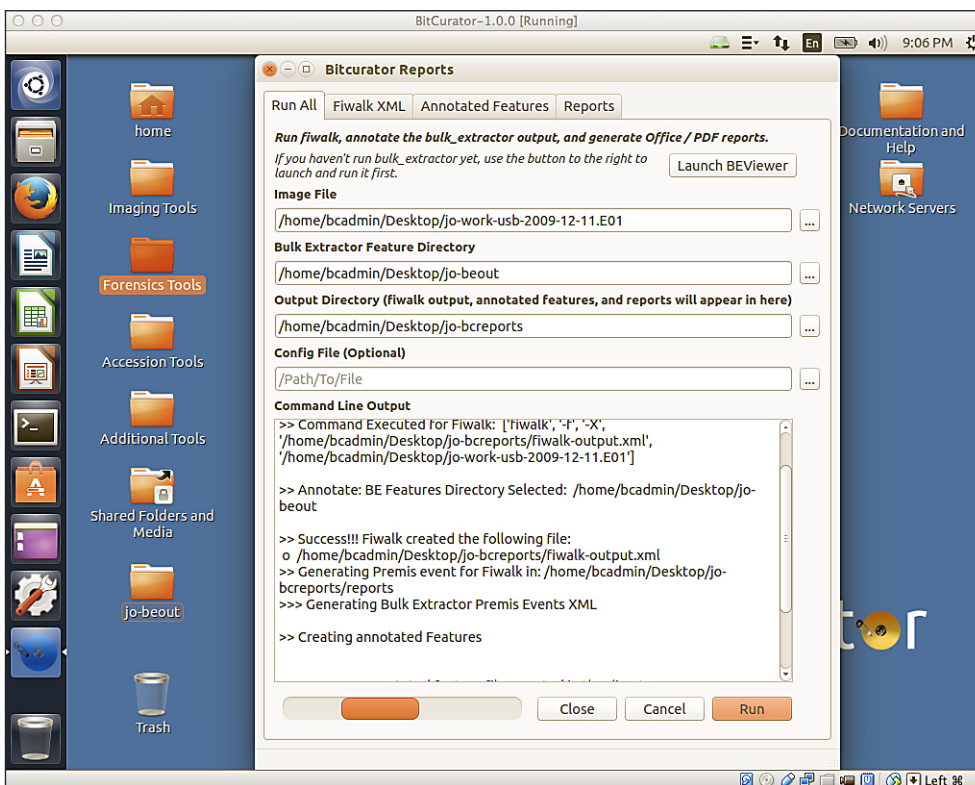 BitCurator-1.0.0 [Running]
En
9:06 PM
home
Imaging Tools
Forensics Tools
Accession Tools
Additional Tools
Shared Folders and
Media
jo-beout
Trash
Bitcurator Reports
Run All
Fiwalk XML
Annotated Features
Reports
Run fiwalk, annotate the bulk_extractor output, and generate Office / PDF reports.
If you haven't run bulk_extractor yet, use the button to the right to
launch and run it first.
Launch BEViewer
Image File
/home/bcadmin/Desktop/jo-work-usb-2009-12-11.E01
...
Bulk Extractor Feature Directory
/home/bcadmin/Desktop/jo-beout
...
Output Directory (fiwalk output, annotated features, and reports will appear in here)
/home/bcadmin/Desktop/jo-bcreports
...
Config File (Optional)
/Path/To/File
...
Command Line Output
>> Command Executed for Fiwalk: ['fiwalk', '-f', '-X',
'/home/bcadmin/Desktop/jo-bcreports/fiwalk-output.xml',
'/home/bcadmin/Desktop/jo-work-usb-2009-12-11.E01']
>> Annotate: BE Features Directory Selected: /home/bcadmin/Desktop/jo-
beout
>> Success!!! Fiwalk created the following file:
o /home/bcadmin/Desktop/jo-bcreports/fiwalk-output.xml
>> Generating Premis event for Fiwalk in: /home/bcadmin/Desktop/jo-
bcreports/reports
>>> Generating Bulk Extractor Premis Events XML
>> Creating annotated Features
Close
Cancel
Run
Documentation and
Help
Network Servers
tor
Left ⌘